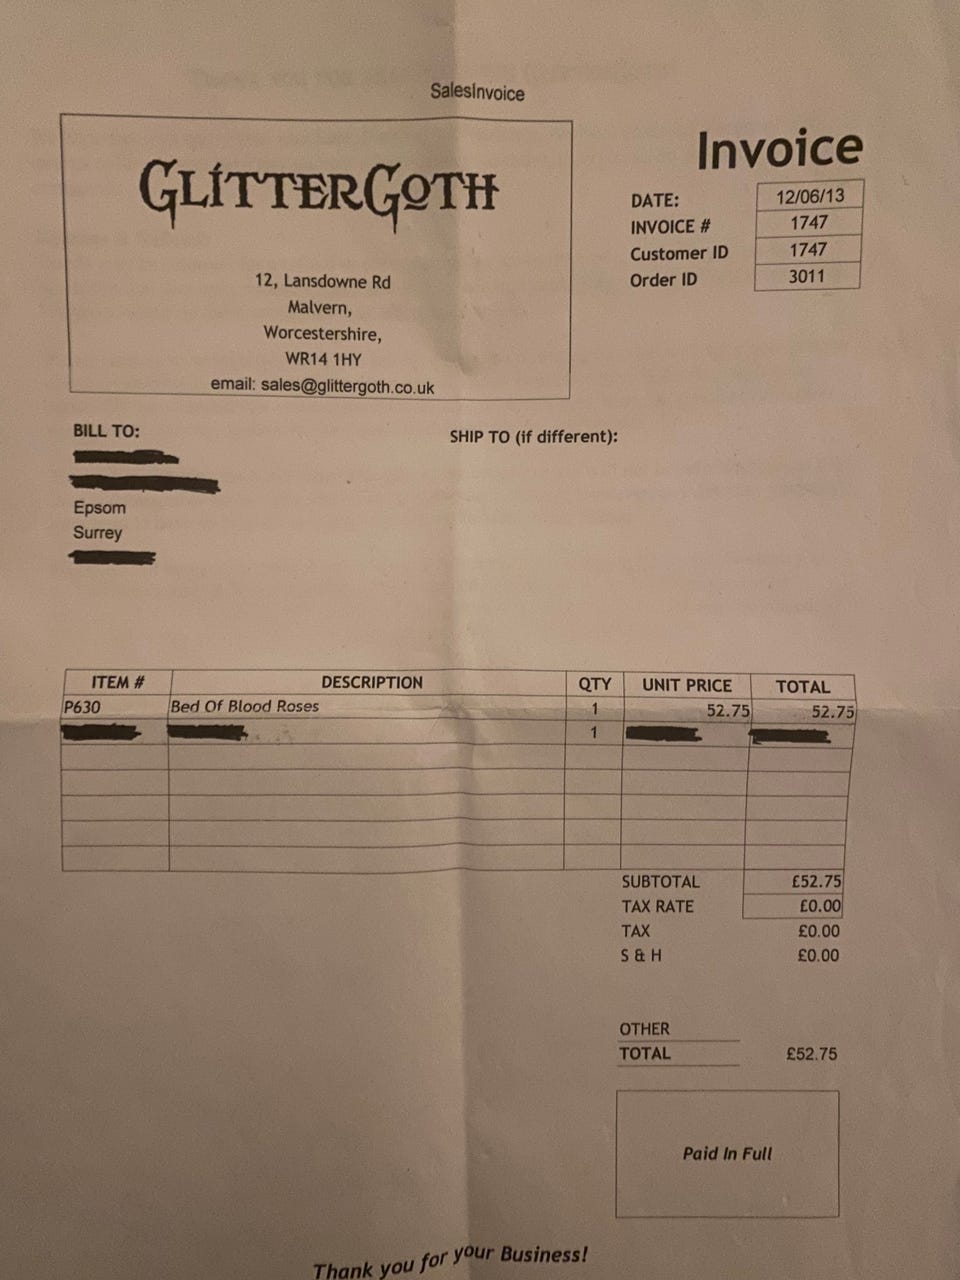 SalesInvoice
GLÍTTERGOTH
12, Lansdowne Rd
Malvern,
Worcestershire,
WR14 1HY
email: sales@glittergoth.co.uk
Invoice
DATE: 12/06/13
INVOICE # 1747
Customer ID 1747
Order ID 3011
BILL TO:
Epsom
Surrey
SHIP TO (if different):
ITEM # DESCRIPTION QTY UNIT PRICE TOTAL
P630 Bed Of Blood Roses 1 52.75 52.75
1
SUBTOTAL £52.75
TAX RATE £0.00
TAX £0.00
S & H £0.00
OTHER
TOTAL £52.75
Paid In Full
Thank you for your Business!